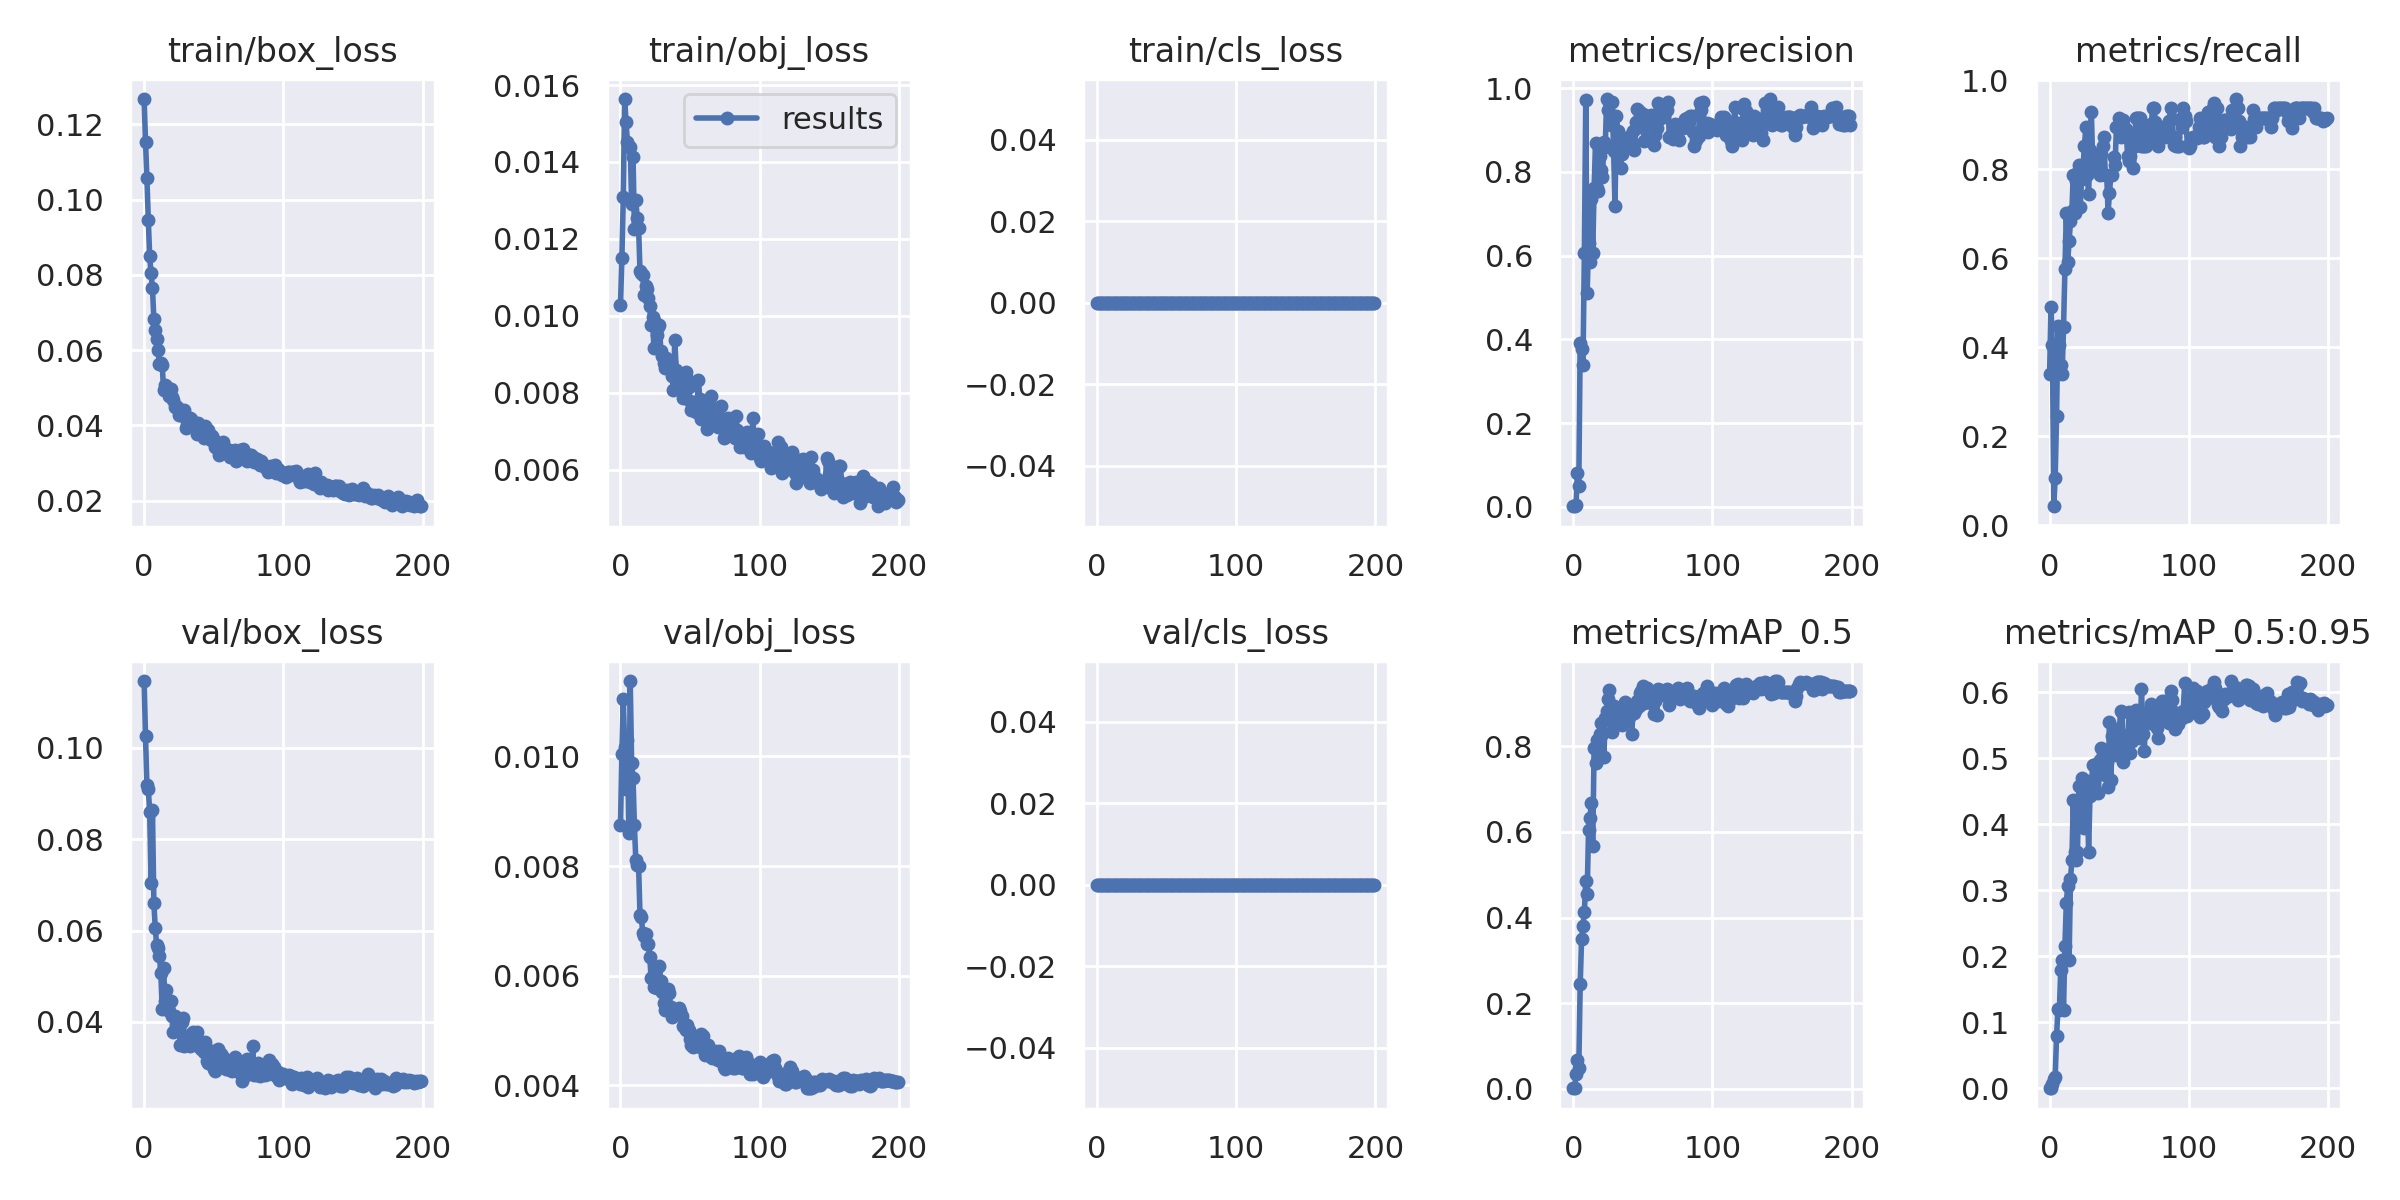 train/box_loss
0.12
0.10
0.08
0.06
0.04
0.02
0 100 200
train/obj_loss
results
0.016
0.014
0.012
0.010
0.008
0.006
0 100 200
train/cls_loss
0.04
0.02
0.00
−0.02
−0.04
0 100 200
metrics/precision
1.0
0.8
0.6
0.4
0.2
0.0
0 100 200
metrics/recall
1.0
0.8
0.6
0.4
0.2
0.0
0 100 200
val/box_loss
0.10
0.08
0.06
0.04
0 100 200
val/obj_loss
0.010
0.008
0.006
0.004
0 100 200
val/cls_loss
0.04
0.02
0.00
−0.02
−0.04
0 100 200
metrics/mAP_0.5
0.8
0.6
0.4
0.2
0.0
0 100 200
metrics/mAP_0.5:0.95
0.6
0.5
0.4
0.3
0.2
0.1
0.0
0 100 200